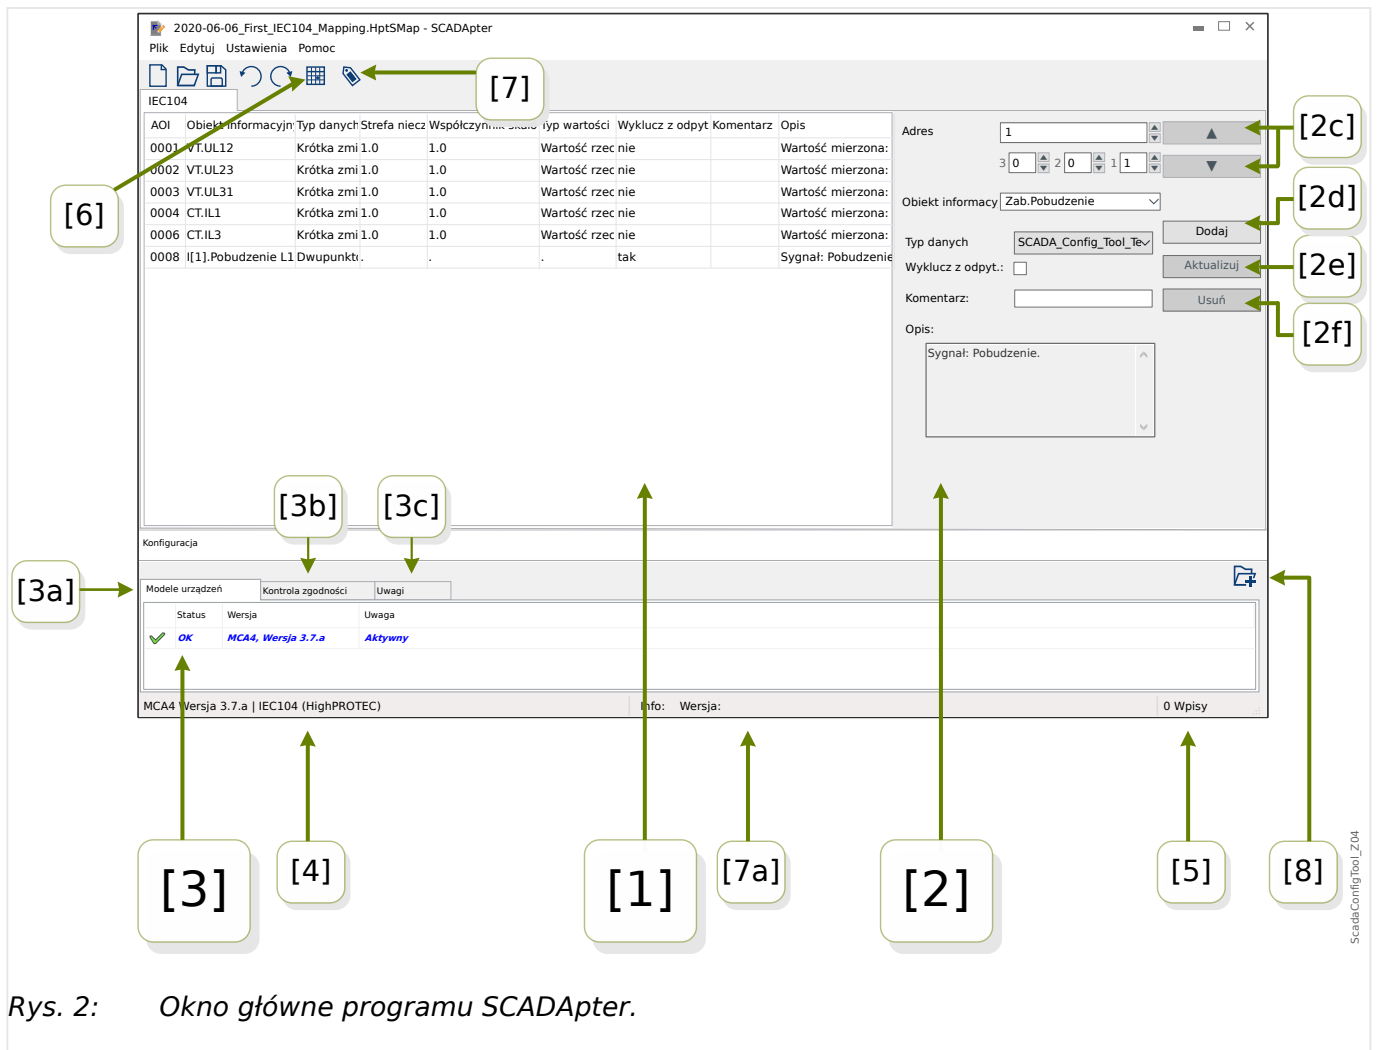 2020-06-06_First_IEC104_Mapping.HptSMap - SCADApter
Plik Edytuj Ustawienia Pomoc
[7]
IEC104
AOI Obiekt informacyjn Typ danych Strefa niecz Współczynnik skalo Typ wartości Wyklucz z odpyt Komentarz Opis
0001 VT.UL12 Krótka zmi 1.0 1.0 Wartość rzec nie Wartość mierzona:
0002 VT.UL23 Krótka zmi 1.0 1.0 Wartość rzec nie Wartość mierzona:
0003 VT.UL31 Krótka zmi 1.0 1.0 Wartość rzec nie Wartość mierzona:
0004 CT.IL1 Krótka zmi 1.0 1.0 Wartość rzec nie Wartość mierzona:
0006 CT.IL3 Krótka zmi 1.0 1.0 Wartość rzec nie Wartość mierzona:
0008 I[1].Pobudzenie L1 Dwupunkt . . . tak Sygnał: Pobudzenie
[6]
Adres 1
3 0 2 0 1 1
Obiekt informacy Zab.Pobudzenie
Typ danych SCADA_Config_Tool_Te
Wyklucz z odpyt.:
Komentarz:
Opis:
Sygnał: Pobudzenie.
▲
▼
Dodaj
Aktualizuj
Usuń
[2c]
[2d]
[2e]
[2f]
[3b] [3c]
Konfiguracja
[3a]
Modele urządzeń Kontrola zgodności Uwagi
Status Wersja Uwaga
OK MCA4, Wersja 3.7.a Aktywny
MCA4 Wersja 3.7.a | IEC104 (HighPROTEC) Info: Wersja: 0 Wpisy
[3] [4] [1] [7a] [2] [5] [8]
ScadaConfigTool_Z04
Rys. 2: Okno główne programu SCADApter.